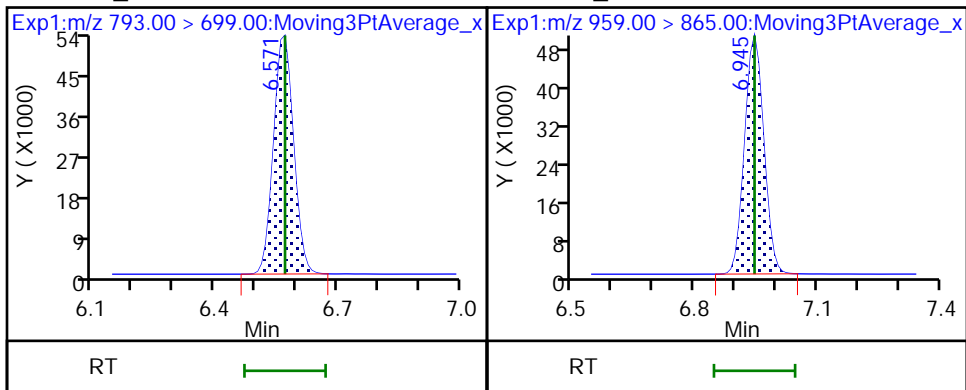 Exp1:m/z 793.00 > 699.00:Moving3PtAverage_x
54
45
36
27
18
9
0
Y ( X1000)
6.571
6.1 6.4 6.7 7.0
Min
RT
Exp1:m/z 959.00 > 865.00:Moving3PtAverage_x
48
40
32
24
16
8
0
Y ( X1000)
6.945
6.5 6.8 7.1 7.4
Min
RT